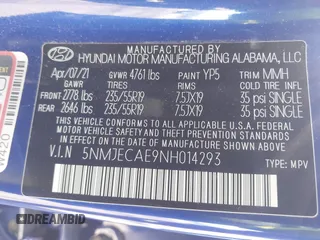 MANUFACTURED BY
HYUNDAI MOTOR MANUFACTURING ALABAMA, LLC
Apr/07/21 GVWR 4761 lbs PAINT YP5 TRIM MMH
GAWR TIRE RIMS COLD TIRE INFL
FRONT 2778 lbs 235/55R19 7.5JX19 35 psi SINGLE
REAR 2646 lbs 235/55R19 7.5JX19 35 psi SINGLE
THIS VEHICLE CONFORMS TO ALL APPLICABLE U.S. FEDERAL MOTOR
VEHICLE SAFETY AND THEFT PREVENTION STANDARDS IN
EFFECT ON THE DATE OF MANUFACTURE SHOWN ABOVE.
V.I.N 5NMJECAE9NH014293
TYPE: MPV
W420
DREAMBID